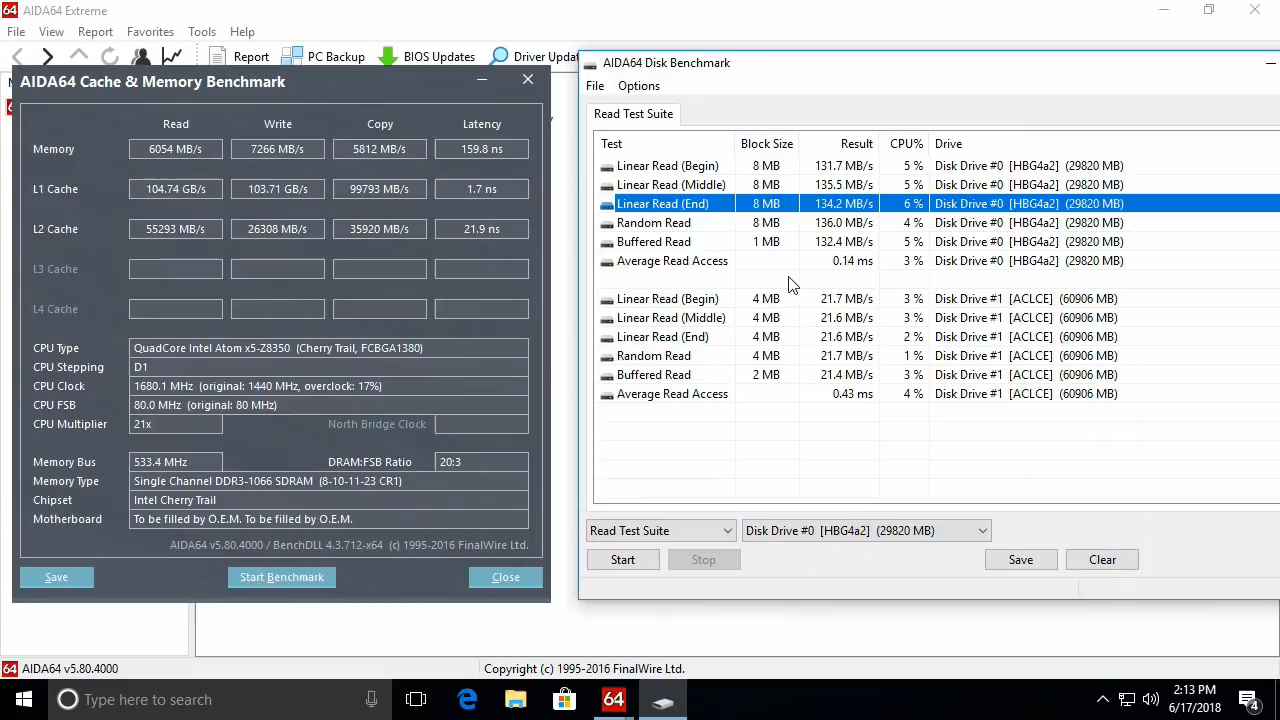 64 AIDA64 Extreme
File View Report Favorites Tools Help
Report PC Backup BIOS Updates Driver Updat
AIDA64 Cache & Memory Benchmark
Read Write Copy Latency
Memory 6054 MB/s 7266 MB/s 5812 MB/s 159.8 ns
L1 Cache 104.74 GB/s 103.71 GB/s 99793 MB/s 1.7 ns
L2 Cache 55293 MB/s 26308 MB/s 35920 MB/s 21.9 ns
L3 Cache
L4 Cache
CPU Type QuadCore Intel Atom x5-Z8350 (Cherry Trail, FCBGA1380)
CPU Stepping D1
CPU Clock 1680.1 MHz (original: 1440 MHz, overclock: 17%)
CPU FSB 80.0 MHz (original: 80 MHz)
CPU Multiplier 21x North Bridge Clock
Memory Bus 533.4 MHz DRAM:FSB Ratio 20:3
Memory Type Single Channel DDR3-1066 SDRAM (8-10-11-23 CR1)
Chipset Intel Cherry Trail
Motherboard To be filled by O.E.M. To be filled by O.E.M.
AIDA64 v5.80.4000 / BenchDLL 4.3.712-x64 (c) 1995-2016 FinalWire Ltd.
Save Start Benchmark Close
AIDA64 Disk Benchmark
File Options
Read Test Suite
Test Block Size Result CPU% Drive
Linear Read (Begin) 8 MB 131.7 MB/s 5 % Disk Drive #0 [HBG4a2] (29820 MB)
Linear Read (Middle) 8 MB 135.5 MB/s 5 % Disk Drive #0 [HBG4a2] (29820 MB)
Linear Read (End) 8 MB 134.2 MB/s 6 % Disk Drive #0 [HBG4a2] (29820 MB)
Random Read 8 MB 136.0 MB/s 4 % Disk Drive #0 [HBG4a2] (29820 MB)
Buffered Read 1 MB 132.4 MB/s 5 % Disk Drive #0 [HBG4a2] (29820 MB)
Average Read Access 0.14 ms 3 % Disk Drive #0 [HBG4a2] (29820 MB)
Linear Read (Begin) 4 MB 21.7 MB/s 3 % Disk Drive #1 [ACLCE] (60906 MB)
Linear Read (Middle) 4 MB 21.6 MB/s 3 % Disk Drive #1 [ACLCE] (60906 MB)
Linear Read (End) 4 MB 21.6 MB/s 2 % Disk Drive #1 [ACLCE] (60906 MB)
Random Read 4 MB 21.7 MB/s 1 % Disk Drive #1 [ACLCE] (60906 MB)
Buffered Read 2 MB 21.4 MB/s 3 % Disk Drive #1 [ACLCE] (60906 MB)
Average Read Access 0.43 ms 4 % Disk Drive #1 [ACLCE] (60906 MB)
Read Test Suite Disk Drive #0 [HBG4a2] (29820 MB)
Start Stop Save Clear
64 AIDA64 v5.80.4000 Copyright (c) 1995-2016 FinalWire Ltd.
Type here to search 64 2:13 PM
6/17/2018 4